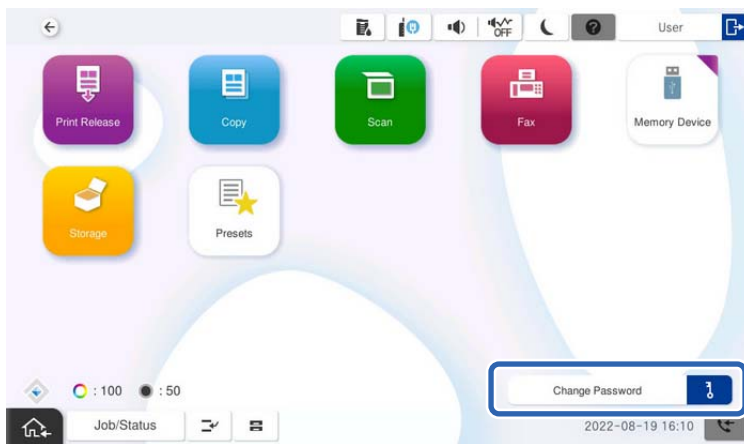 OFF
User
Print Release
Copy
Scan
Fax
Memory Device
Storage
Presets
: 100
: 50
Change Password
Job/Status
2022-08-19 16:10